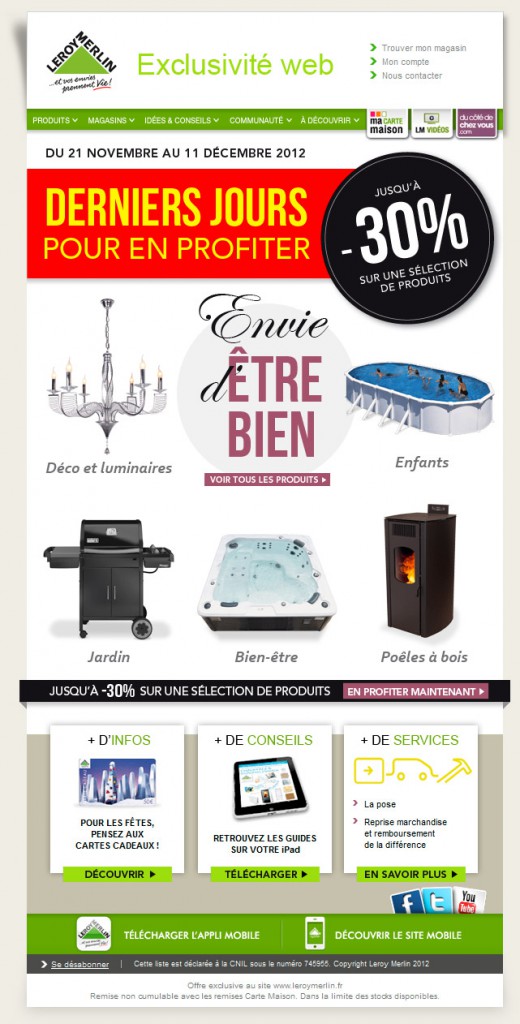 LEROY MERLIN
...et vos envies
prennent Vie !
Exclusivité web
Trouver mon magasin
Mon compte
Nous contacter
PRODUITS
MAGASINS
IDÉES & CONSEILS
COMMUNAUTÉ
À DÉCOUVRIR
ma
CARTE
maison
LM VIDÉOS
du côté de
chez vous
.com
DU 21 NOVEMBRE AU 11 DÉCEMBRE 2012
DERNIERS JOURS
POUR EN PROFITER
JUSQU'À
- 30%
SUR UNE SÉLECTION
DE PRODUITS
Envie
d'ÊTRE
BIEN
VOIR TOUS LES PRODUITS
Déco et luminaires
Enfants
Jardin
Bien-être
Poêles à bois
JUSQU'À -30% SUR UNE SÉLECTION DE PRODUITS
EN PROFITER MAINTENANT
+ D'INFOS
POUR LES FÊTES,
PENSEZ AUX
CARTES CADEAUX !
DÉCOUVRIR
+ DE CONSEILS
RETROUVEZ LES GUIDES
SUR VOTRE iPad
TÉLÉCHARGER
+ DE SERVICES
La pose
Reprise marchandise
et remboursement
de la différence
EN SAVOIR PLUS
You
Tube
LEROY MERLIN
TÉLÉCHARGER L'APPLI MOBILE
DÉCOUVRIR LE SITE MOBILE
Se désabonner
Cette liste est déclarée à la CNIL sous le numéro 745955. Copyright Leroy Merlin 2012
Offre exclusive au site www.leroymerlin.fr
Remise non cumulable avec les remises Carte Maison. Dans la limite des stocks disponibles.